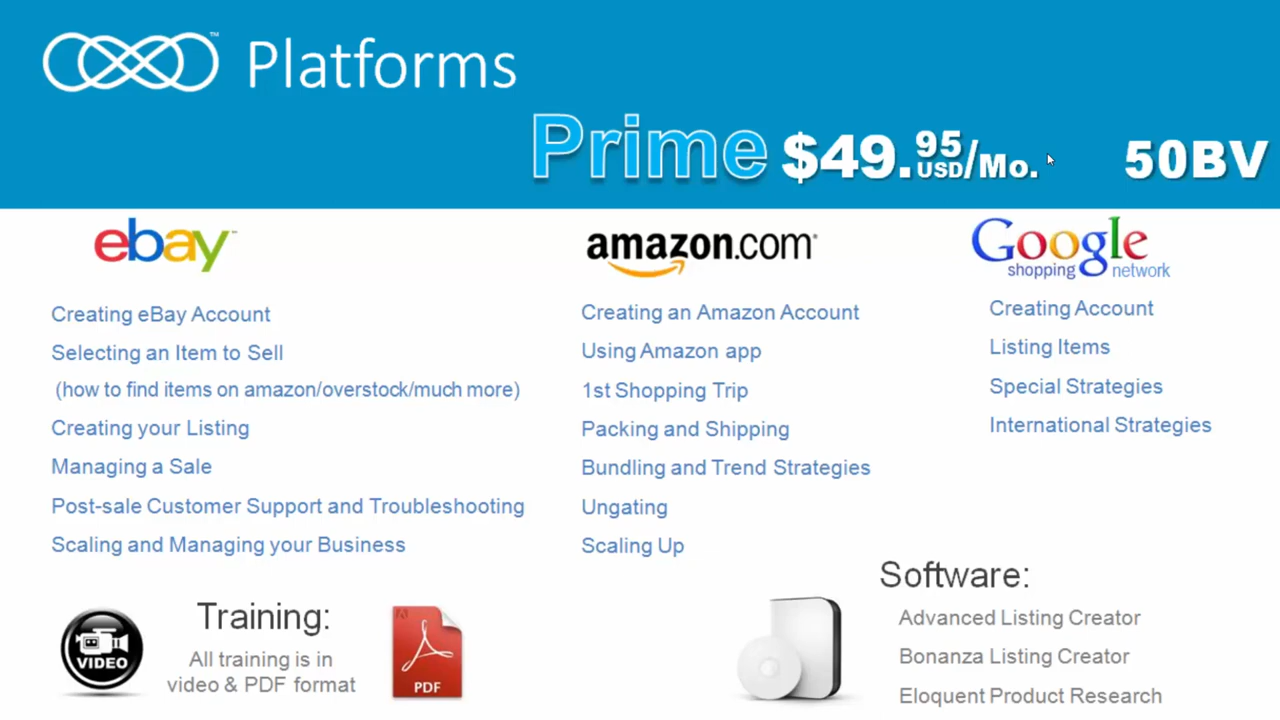 Platforms™
Prime $49.95 USD/Mo. 50BV
ebay™
Creating eBay Account
Selecting an Item to Sell
(how to find items on amazon/overstock/much more)
Creating your Listing
Managing a Sale
Post-sale Customer Support and Troubleshooting
Scaling and Managing your Business
amazon.com®
Creating an Amazon Account
Using Amazon app
1st Shopping Trip
Packing and Shipping
Bundling and Trend Strategies
Ungating
Scaling Up
Google
shopping network
Creating Account
Listing Items
Special Strategies
International Strategies
VIDEO
Training:
All training is in
video & PDF format
PDF
Software:
Advanced Listing Creator
Bonanza Listing Creator
Eloquent Product Research